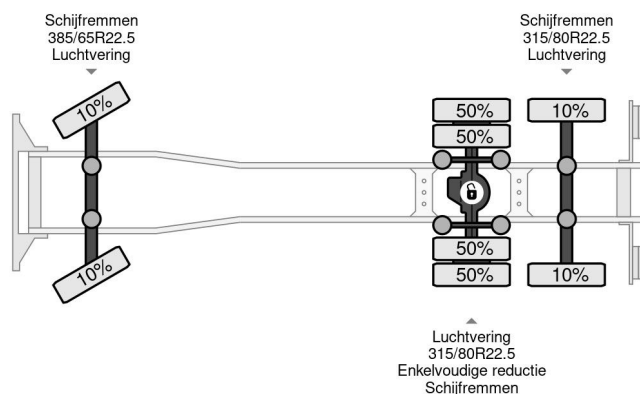 Schijfremmen
385/65R22.5
Luchtvering
Schijfremmen
315/80R22.5
Luchtvering
10%
50%
10%
50%
50%
10%
50%
10%
Luchtvering
315/80R22.5
Enkelvoudige reductie
Schijfremmen